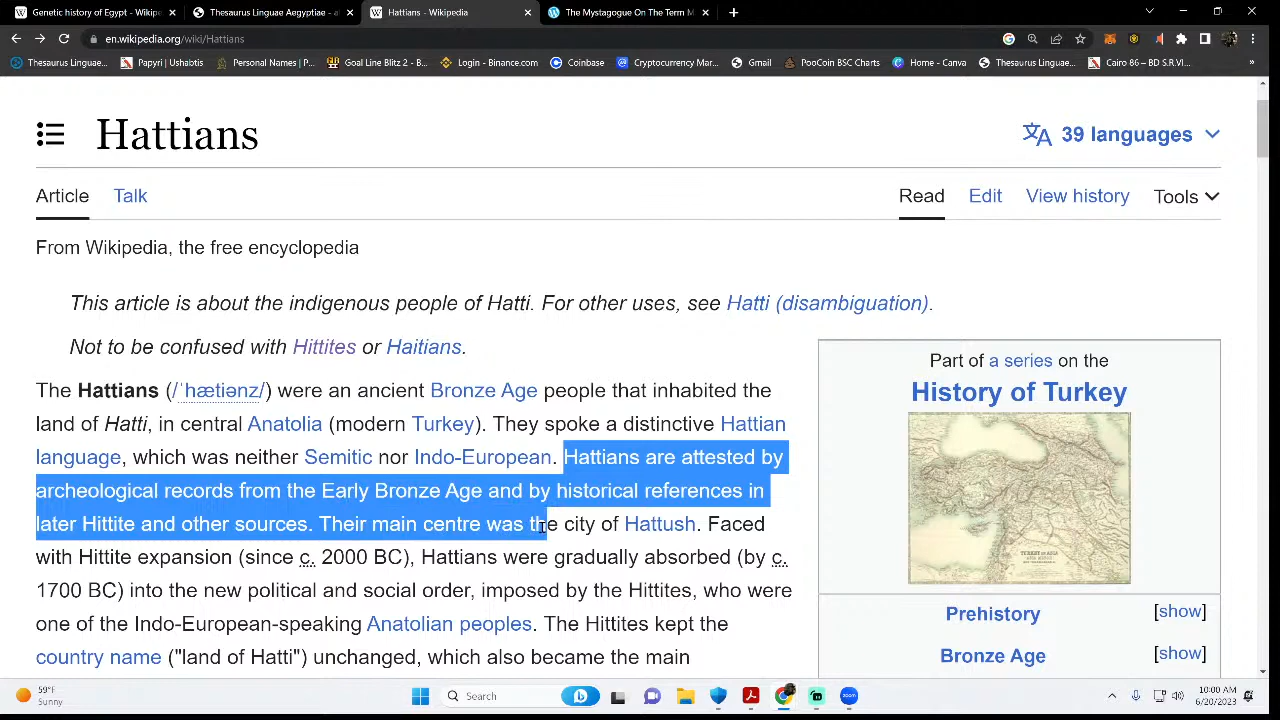 Genetic history of Egypt - Wikipe
Thesaurus Linguae Aegyptiae - a
Hattians - Wikipedia
The Mystagogue On The Term M
en.wikipedia.org/wiki/Hattians
Thesaurus Linguae...
Papyri | Ushabtis
Personal Names | P...
Goal Line Blitz 2 - B...
Login - Binance.com
Coinbase
Cryptocurrency Mar...
Gmail
PooCoin BSC Charts
Home - Canva
Thesaurus Linguae...
Cairo 86 – BD S.R.VI...
Hattians
39 languages
Article
Talk
Read
Edit
View history
Tools
From Wikipedia, the free encyclopedia
This article is about the indigenous people of Hatti. For other uses, see Hatti (disambiguation).
Not to be confused with Hittites or Haitians.
The Hattians (/ˈhætiənz/) were an ancient Bronze Age people that inhabited the
land of Hatti, in central Anatolia (modern Turkey). They spoke a distinctive Hattian
language, which was neither Semitic nor Indo-European. Hattians are attested by
archeological records from the Early Bronze Age and by historical references in
later Hittite and other sources. Their main centre was the city of Hattush. Faced
with Hittite expansion (since c. 2000 BC), Hattians were gradually absorbed (by c.
1700 BC) into the new political and social order, imposed by the Hittites, who were
one of the Indo-European-speaking Anatolian peoples. The Hittites kept the
country name ("land of Hatti") unchanged, which also became the main
Part of a series on the
History of Turkey
Prehistory [show]
Bronze Age [show]
59°F
Sunny
Search
10:00 AM
6/20/2023